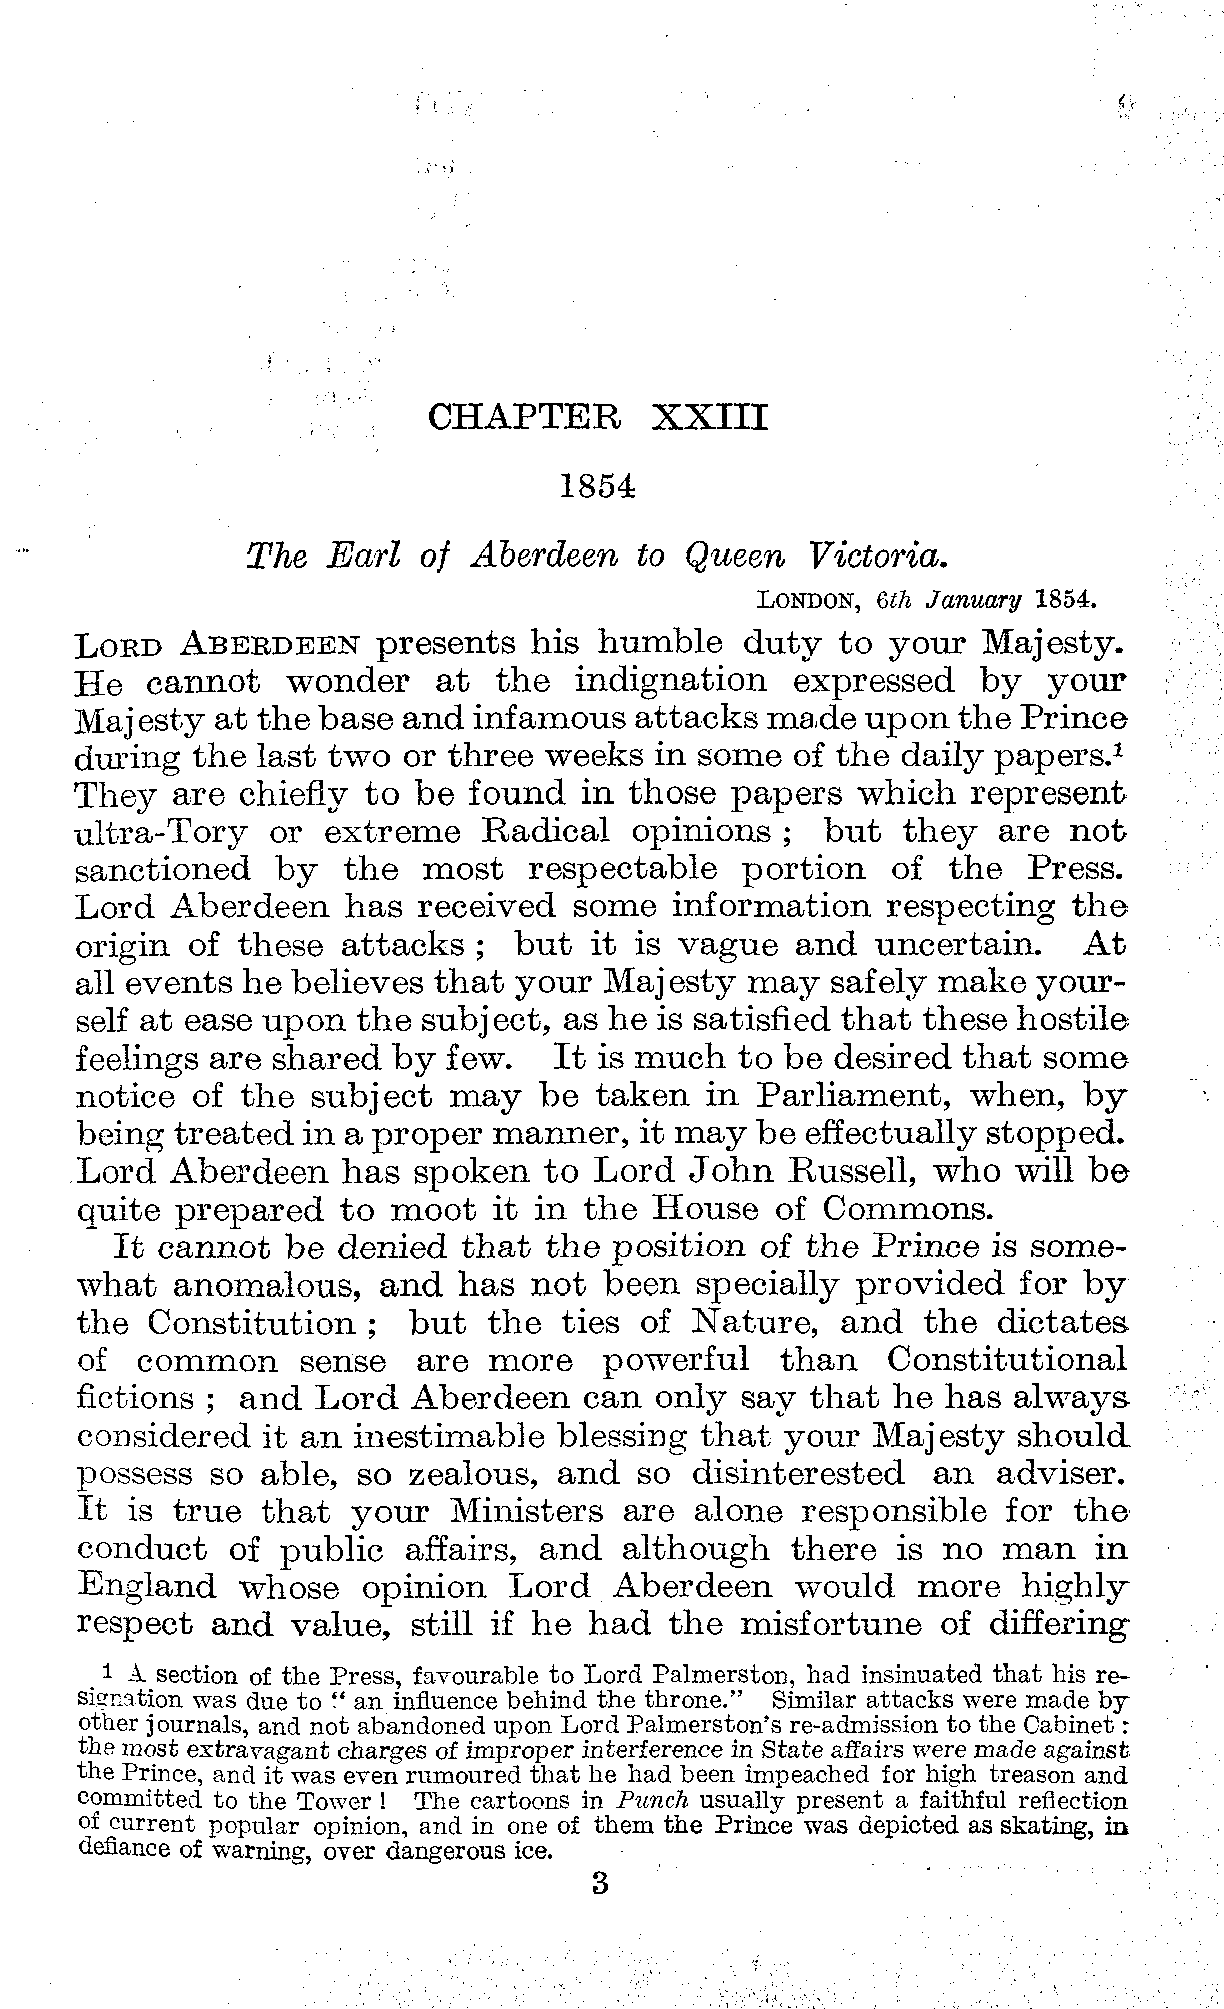 CHAPTER XXIII
1854
The Earl of Aberdeen to Queen Victoria.
LONDON, 6th January 1854.
LORD ABERDEEN presents his humble duty to your Majesty.
He cannot wonder at the indignation expressed by your
Majesty at the base and infamous attacks made upon the Prince
during the last two or three weeks in some of the daily papers.¹
They are chiefly to be found in those papers which represent
ultra-Tory or extreme Radical opinions ; but they are not
sanctioned by the most respectable portion of the Press.
Lord Aberdeen has received some information respecting the
origin of these attacks ; but it is vague and uncertain. At
all events he believes that your Majesty may safely make your-
self at ease upon the subject, as he is satisfied that these hostile
feelings are shared by few. It is much to be desired that some
notice of the subject may be taken in Parliament, when, by
being treated in a proper manner, it may be effectually stopped.
Lord Aberdeen has spoken to Lord John Russell, who will be
quite prepared to moot it in the House of Commons.
It cannot be denied that the position of the Prince is some-
what anomalous, and has not been specially provided for by
the Constitution ; but the ties of Nature, and the dictates
of common sense are more powerful than Constitutional
fictions ; and Lord Aberdeen can only say that he has always
considered it an inestimable blessing that your Majesty should
possess so able, so zealous, and so disinterested an adviser.
It is true that your Ministers are alone responsible for the
conduct of public affairs, and although there is no man in
England whose opinion Lord Aberdeen would more highly
respect and value, still if he had the misfortune of differing
¹ A section of the Press, favourable to Lord Palmerston, had insinuated that his re-
signation was due to “ an influence behind the throne.” Similar attacks were made by
other journals, and not abandoned upon Lord Palmerston’s re-admission to the Cabinet :
the most extravagant charges of improper interference in State affairs were made against
the Prince, and it was even rumoured that he had been impeached for high treason and
committed to the Tower ! The cartoons in Punch usually present a faithful reflection
of current popular opinion, and in one of them the Prince was depicted as skating, in
defiance of warning, over dangerous ice.
3